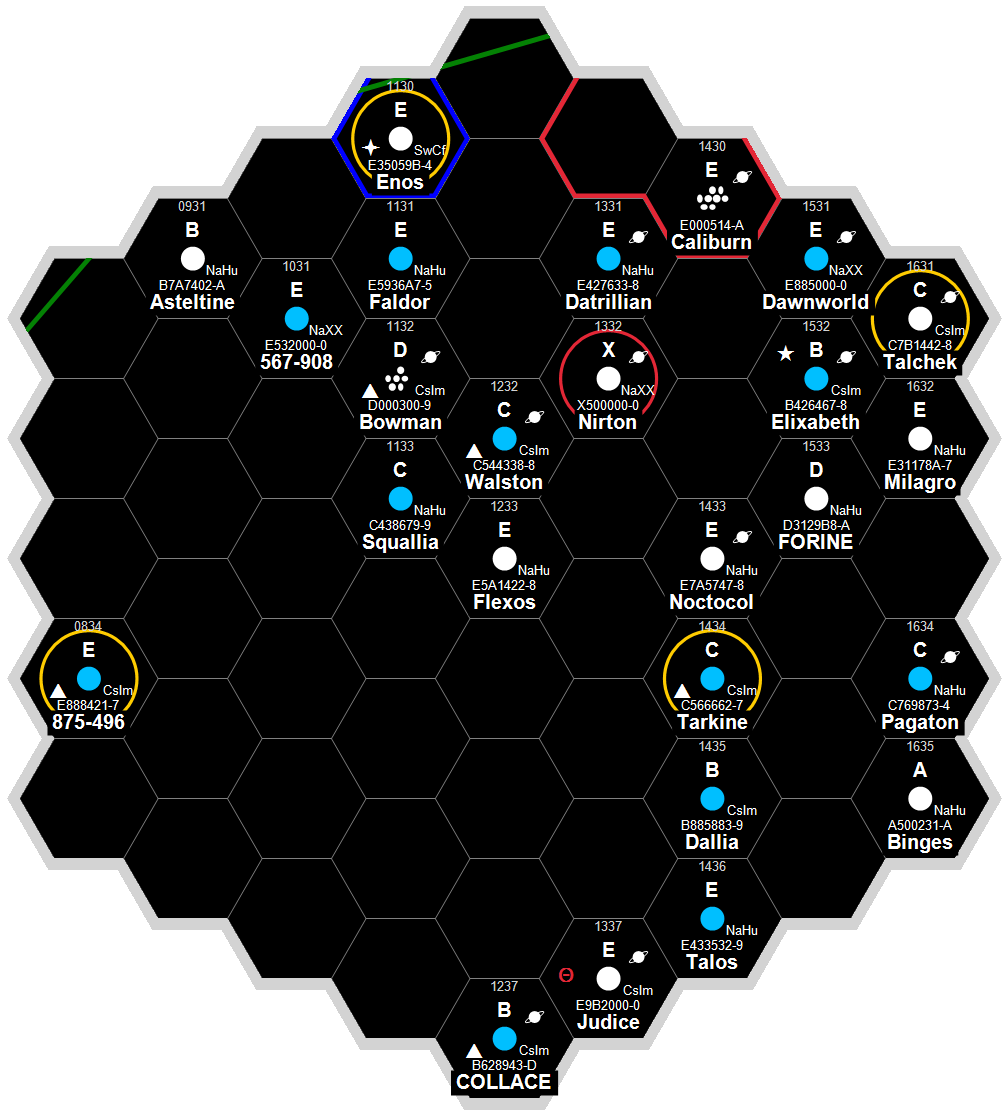 1130
E
SwCf
E35059B-4
Enos
1430
E
E000514-A
Caliburn
0931
B
NaHu
B7A7402-A
Asteltine
1131
E
NaHu
E5936A7-5
Faldor
1331
E
NaHu
E427633-8
Datrillian
1531
E
NaXX
E885000-0
Dawnworld
1031
E
NaXX
E532000-0
567-908
1631
C
CsIm
C7B1442-8
Talchek
1132
D
CsIm
D000300-9
Bowman
1332
X
NaXX
X500000-0
Nirton
1532
B
CsIm
B426467-8
Elixabeth
1232
C
CsIm
C544338-8
Walston
1632
E
NaHu
E31178A-7
Milagro
1133
C
NaHu
C438679-9
Squallia
1533
D
NaHu
D3129B8-A
FORINE
1233
E
NaHu
E5A1422-8
Flexos
1433
E
NaHu
E7A5747-8
Noctocol
0834
E
CsIm
E888421-7
875-496
1434
C
CsIm
C566662-7
Tarkine
1634
C
NaHu
C769873-4
Pagaton
1435
B
CsIm
B885883-9
Dallia
1635
A
NaHu
A500231-A
Binges
1436
E
NaHu
E433532-9
Talos
1337
E
Θ
CsIm
E9B2000-0
Judice
1237
B
CsIm
B628943-D
COLLACE